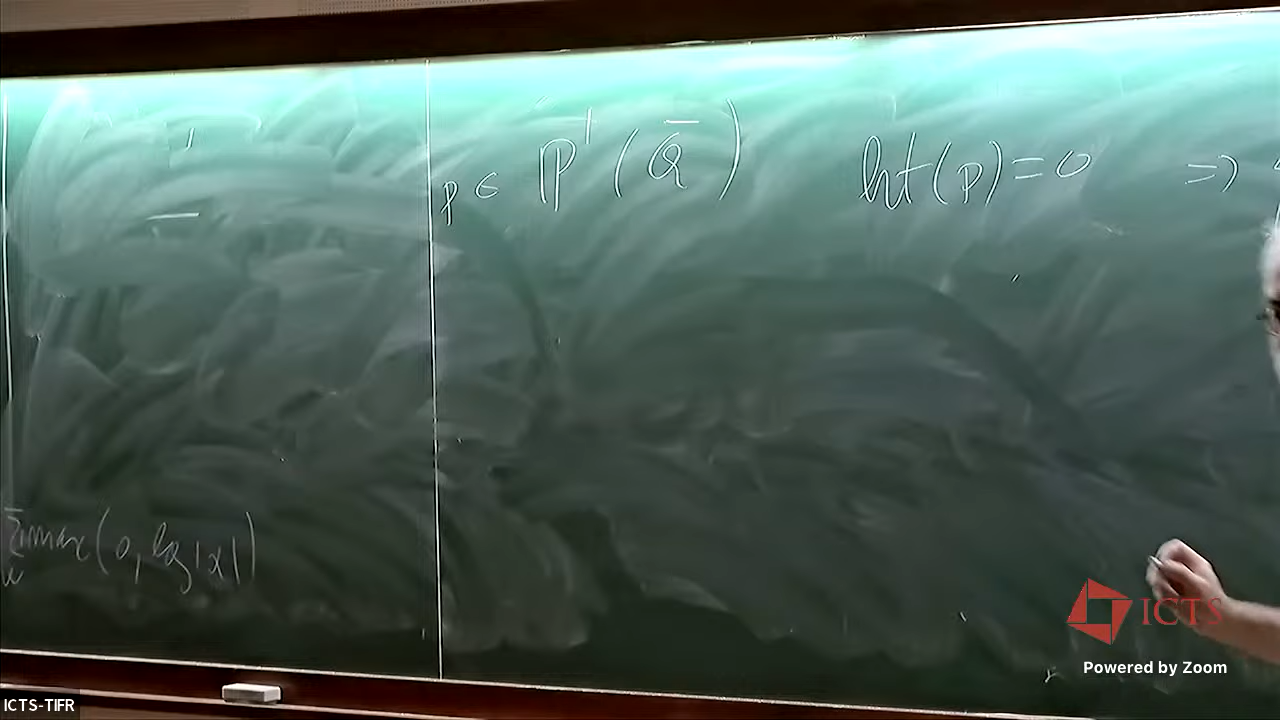 p ∈ ℙ¹(Q̄) ht(p) = 0 ⇒
Σ max(0, log|x|)
v
ICTS
Powered by Zoom
ICTS-TIFR